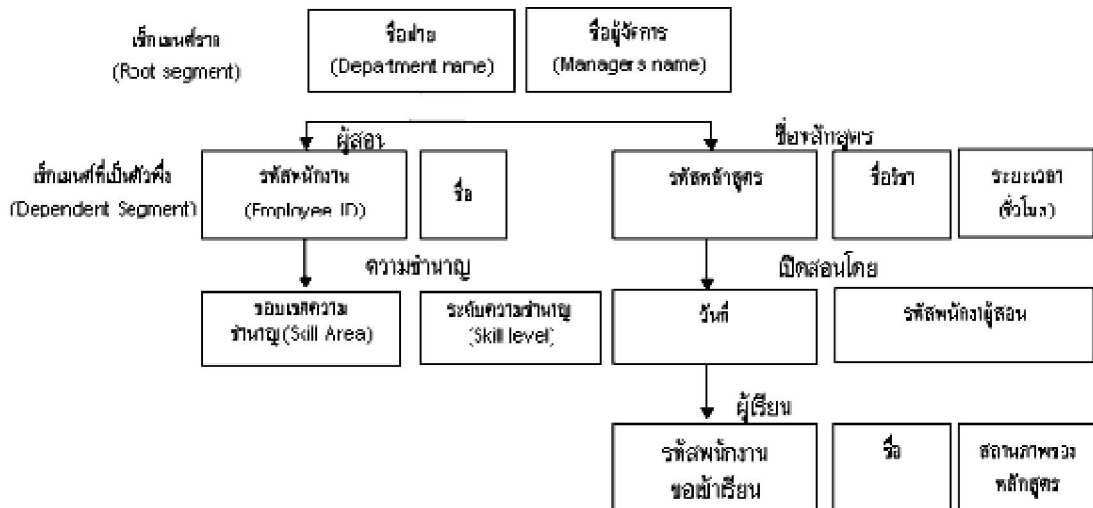 เซ็กเมนต์ราก
(Root segment)
ชื่อฝ่าย
(Department name)
ชื่อผู้จัดการ
(Managers name)
ผู้สอน
ชื่อหลักสูตร
เซ็กเมนต์ที่เป็นตัวพึ่ง
(Dependent Segment)
รหัสพนักงาน
(Employee ID)
ชื่อ
รหัสหลักสูตร
ชื่อวิชา
ระยะเวลา
(ชั่วโมง)
ความชำนาญ
เปิดสอนโดย
ขอบเขตความ
ชำนาญ(Skill Area)
ระดับความชำนาญ
(Skill level)
วันที่
รหัสพนักงานผู้สอน
ผู้เรียน
รหัสพนักงาน
ขอเข้าเรียน
ชื่อ
สถานภาพของ
หลักสูตร